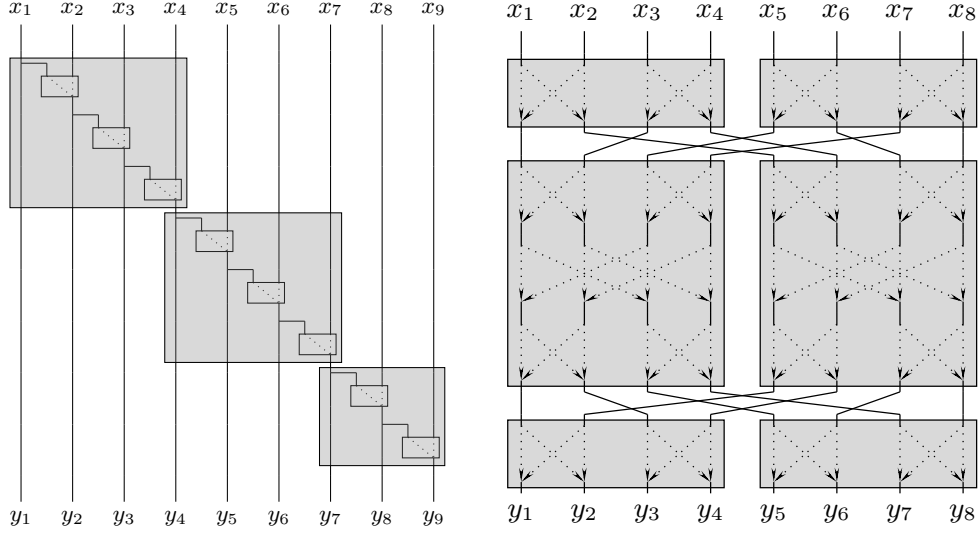 x₁ x₂ x₃ x₄ x₅ x₆ x₇ x₈ x₉
y₁ y₂ y₃ y₄ y₅ y₆ y₇ y₈ y₉
x₁ x₂ x₃ x₄ x₅ x₆ x₇ x₈
y₁ y₂ y₃ y₄ y₅ y₆ y₇ y₈